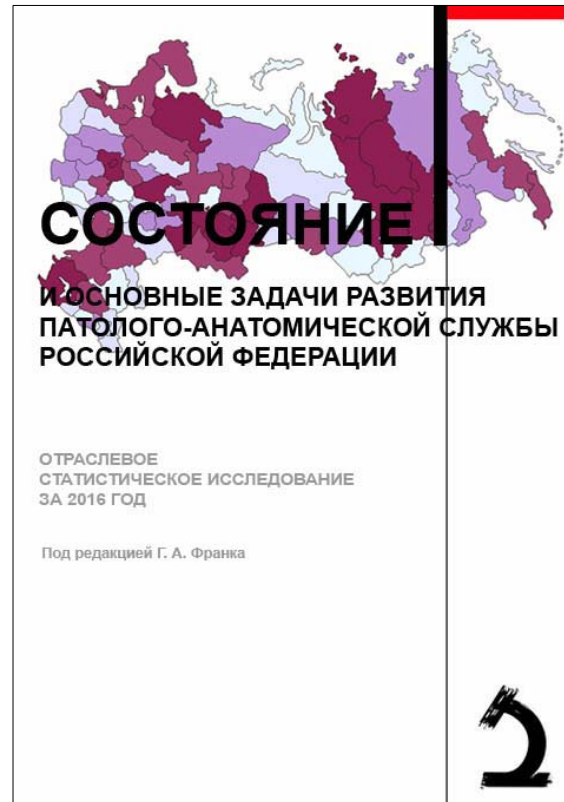 СОСТОЯНИЕ
И ОСНОВНЫЕ ЗАДАЧИ РАЗВИТИЯ
ПАТОЛОГО-АНАТОМИЧЕСКОЙ СЛУЖБЫ
РОССИЙСКОЙ ФЕДЕРАЦИИ
ОТРАСЛЕВОЕ
СТАТИСТИЧЕСКОЕ ИССЛЕДОВАНИЕ
ЗА 2016 ГОД
Под редакцией Г. А. Франка